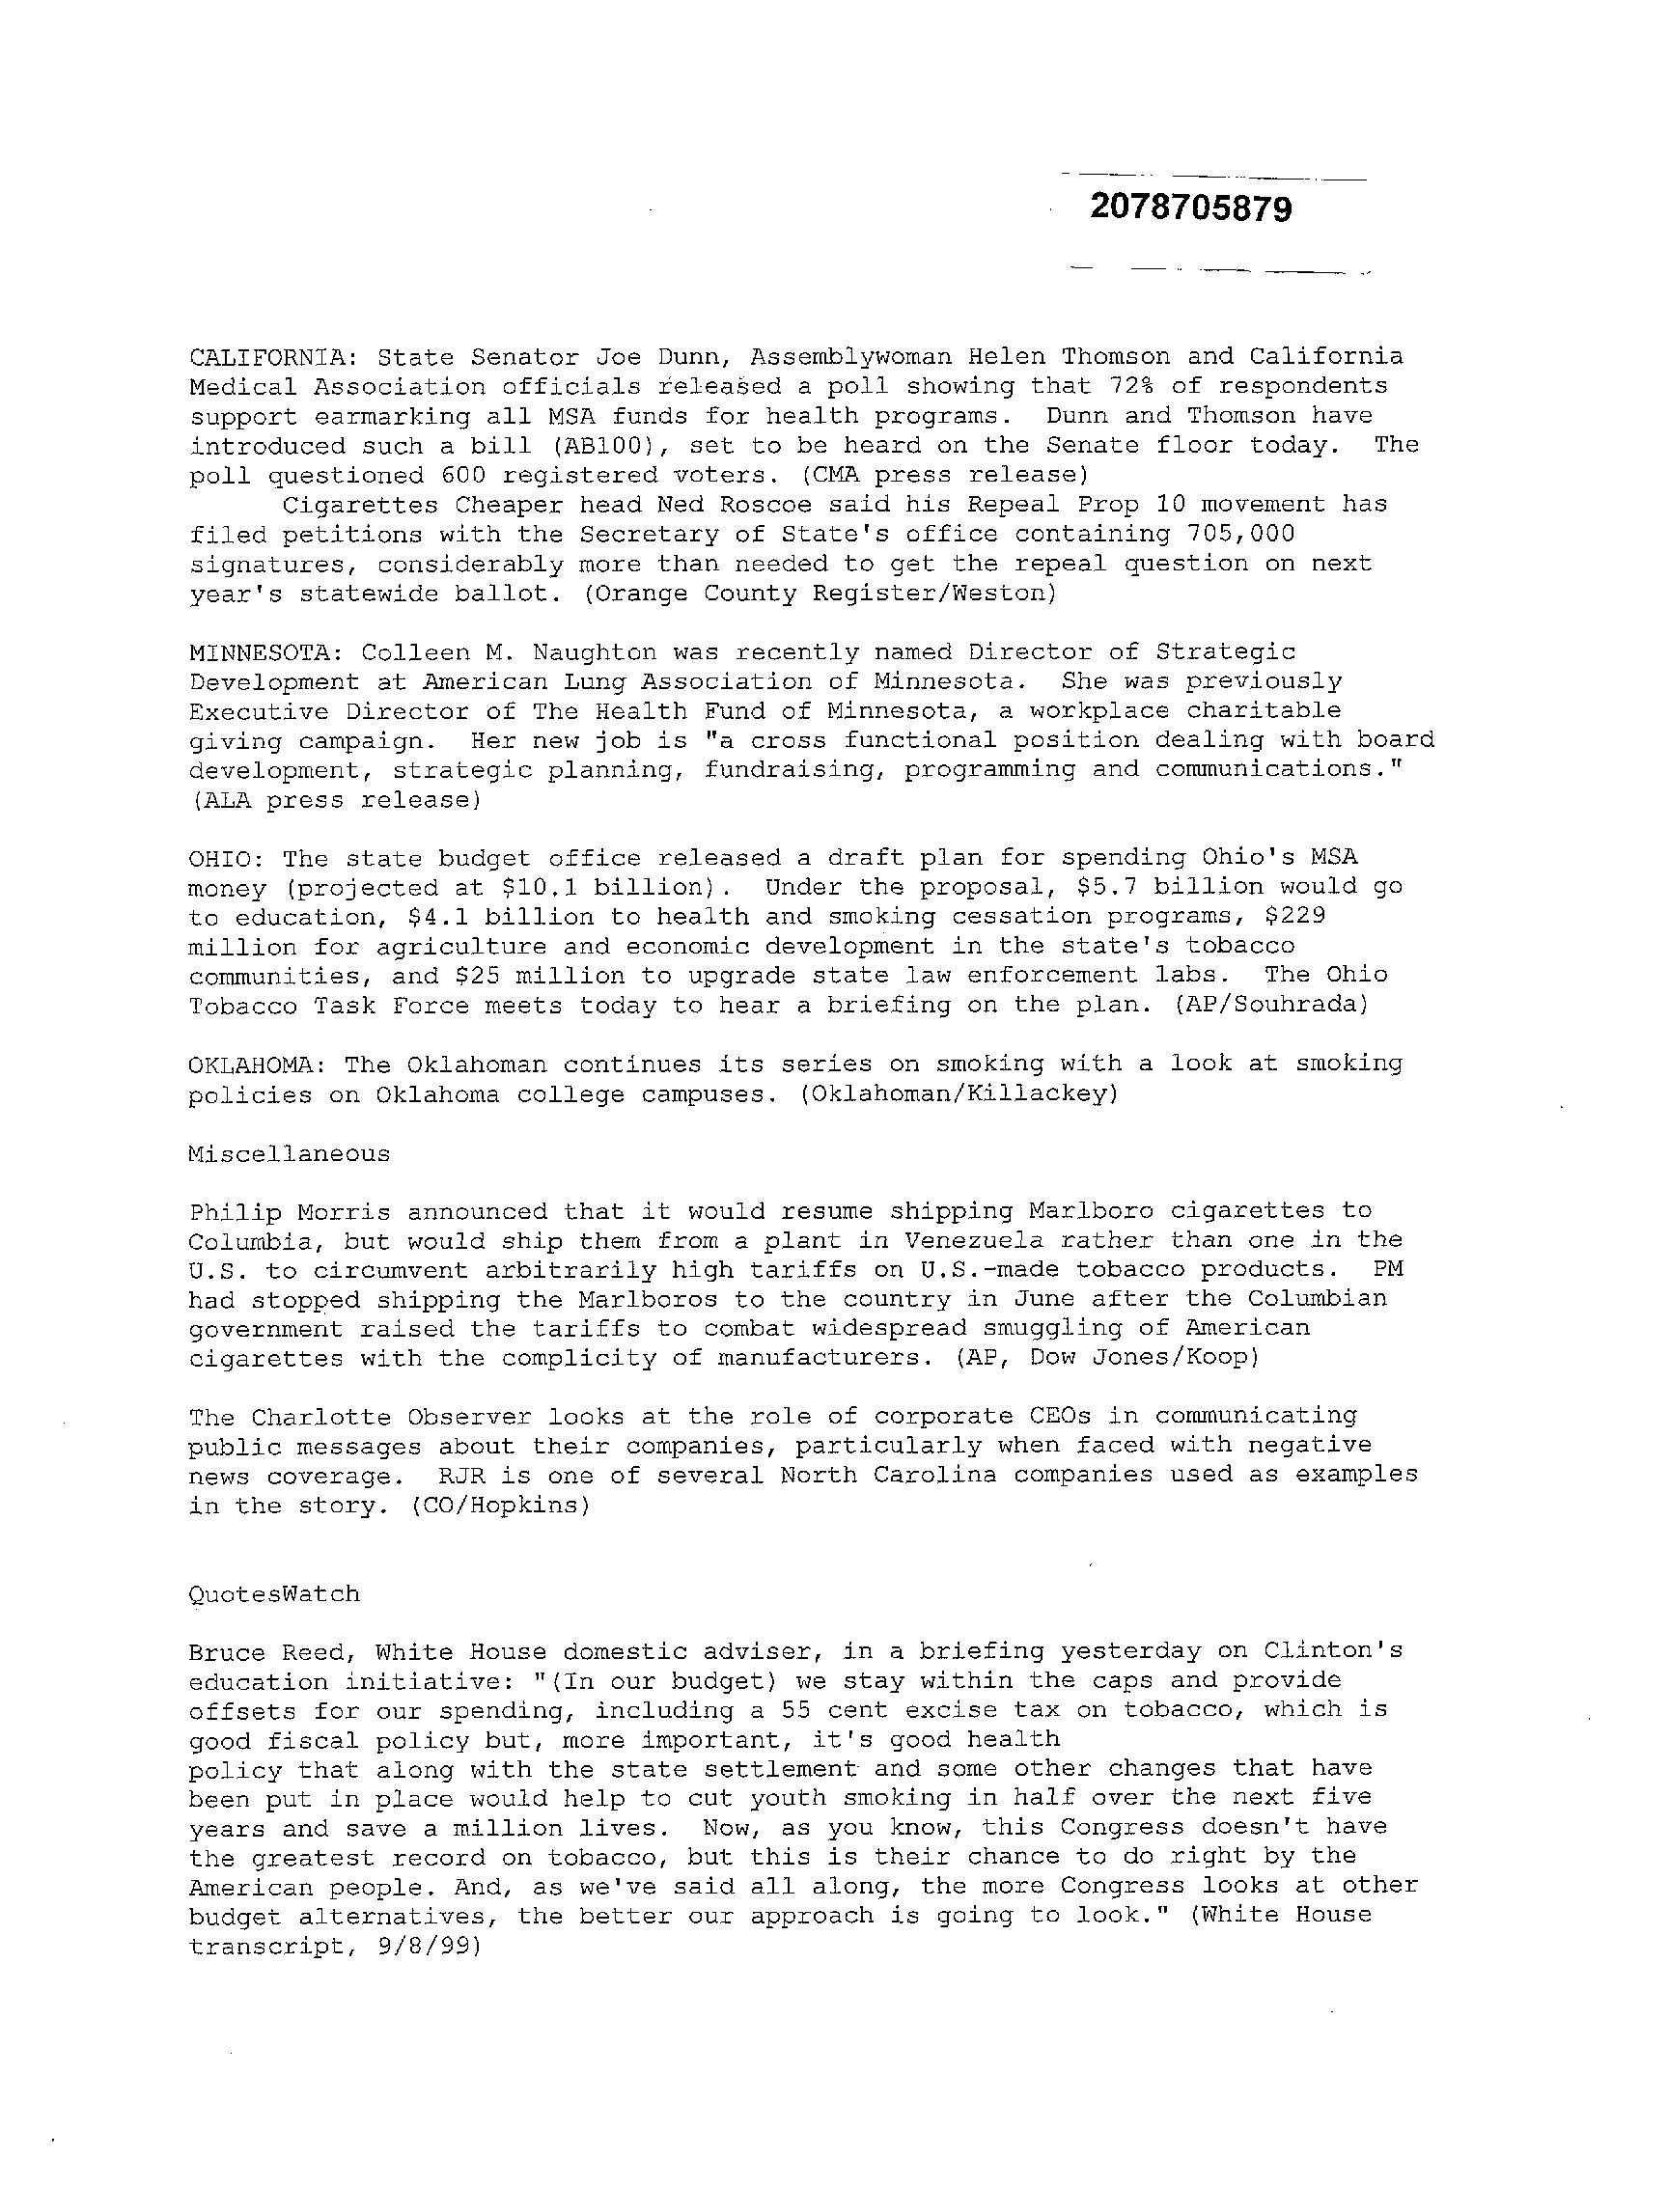 2078705879
CALIFORNIA: State Senator Joe Dunn, Assemblywoman Helen Thomson and California
Medical Association officials released a poll showing that 72% of respondents
support earmarking all MSA funds for health programs.  Dunn and Thomson have
introduced such a bill (AB100), set to be heard on the Senate floor today.  The
poll questioned 600 registered voters. (CMA press release)
Cigarettes Cheaper head Ned Roscoe said his Repeal Prop 10 movement has
filed petitions with the Secretary of State's office containing 705,000
signatures, considerably more than needed to get the repeal question on next
year's statewide ballot. (Orange County Register/Weston)
MINNESOTA: Colleen M. Naughton was recently named Director of Strategic
Development at American Lung Association of Minnesota.  She was previously
Executive Director of The Health Fund of Minnesota, a workplace charitable
giving campaign.  Her new job is "a cross functional position dealing with board
development, strategic planning, fundraising, programming and communications."
(ALA press release)
OHIO: The state budget office released a draft plan for spending Ohio's MSA
money (projected at $10.1 billion).  Under the proposal, $5.7 billion would go
to education, $4.1 billion to health and smoking cessation programs, $229
million for agriculture and economic development in the state's tobacco
communities, and $25 million to upgrade state law enforcement labs.  The Ohio
Tobacco Task Force meets today to hear a briefing on the plan. (AP/Souhrada)
OKLAHOMA: The Oklahoman continues its series on smoking with a look at smoking
policies on Oklahoma college campuses. (Oklahoman/Killackey)
Miscellaneous
Philip Morris announced that it would resume shipping Marlboro cigarettes to
Columbia, but would ship them from a plant in Venezuela rather than one in the
U.S. to circumvent arbitrarily high tariffs on U.S.-made tobacco products.  PM
had stopped shipping the Marlboros to the country in June after the Columbian
government raised the tariffs to combat widespread smuggling of American
cigarettes with the complicity of manufacturers. (AP, Dow Jones/Koop)
The Charlotte Observer looks at the role of corporate CEOs in communicating
public messages about their companies, particularly when faced with negative
news coverage.  RJR is one of several North Carolina companies used as examples
in the story. (CO/Hopkins)
QuotesWatch
Bruce Reed, White House domestic adviser, in a briefing yesterday on Clinton's
education initiative: "(In our budget) we stay within the caps and provide
offsets for our spending, including a 55 cent excise tax on tobacco, which is
good fiscal policy but, more important, it's good health
policy that along with the state settlement and some other changes that have
been put in place would help to cut youth smoking in half over the next five
years and save a million lives.  Now, as you know, this Congress doesn't have
the greatest record on tobacco, but this is their chance to do right by the
American people. And, as we've said all along, the more Congress looks at other
budget alternatives, the better our approach is going to look." (White House
transcript, 9/8/99)